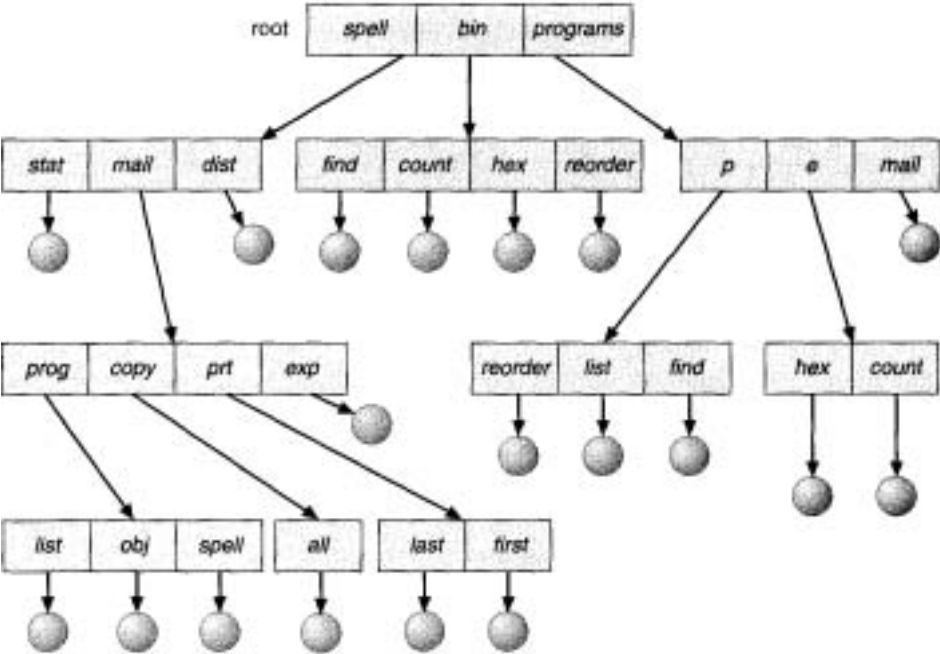 root spell bin programs
stat mail dist find count hex reorder p e mail
prog copy prt exp reorder list find hex count
list obj spell all last first